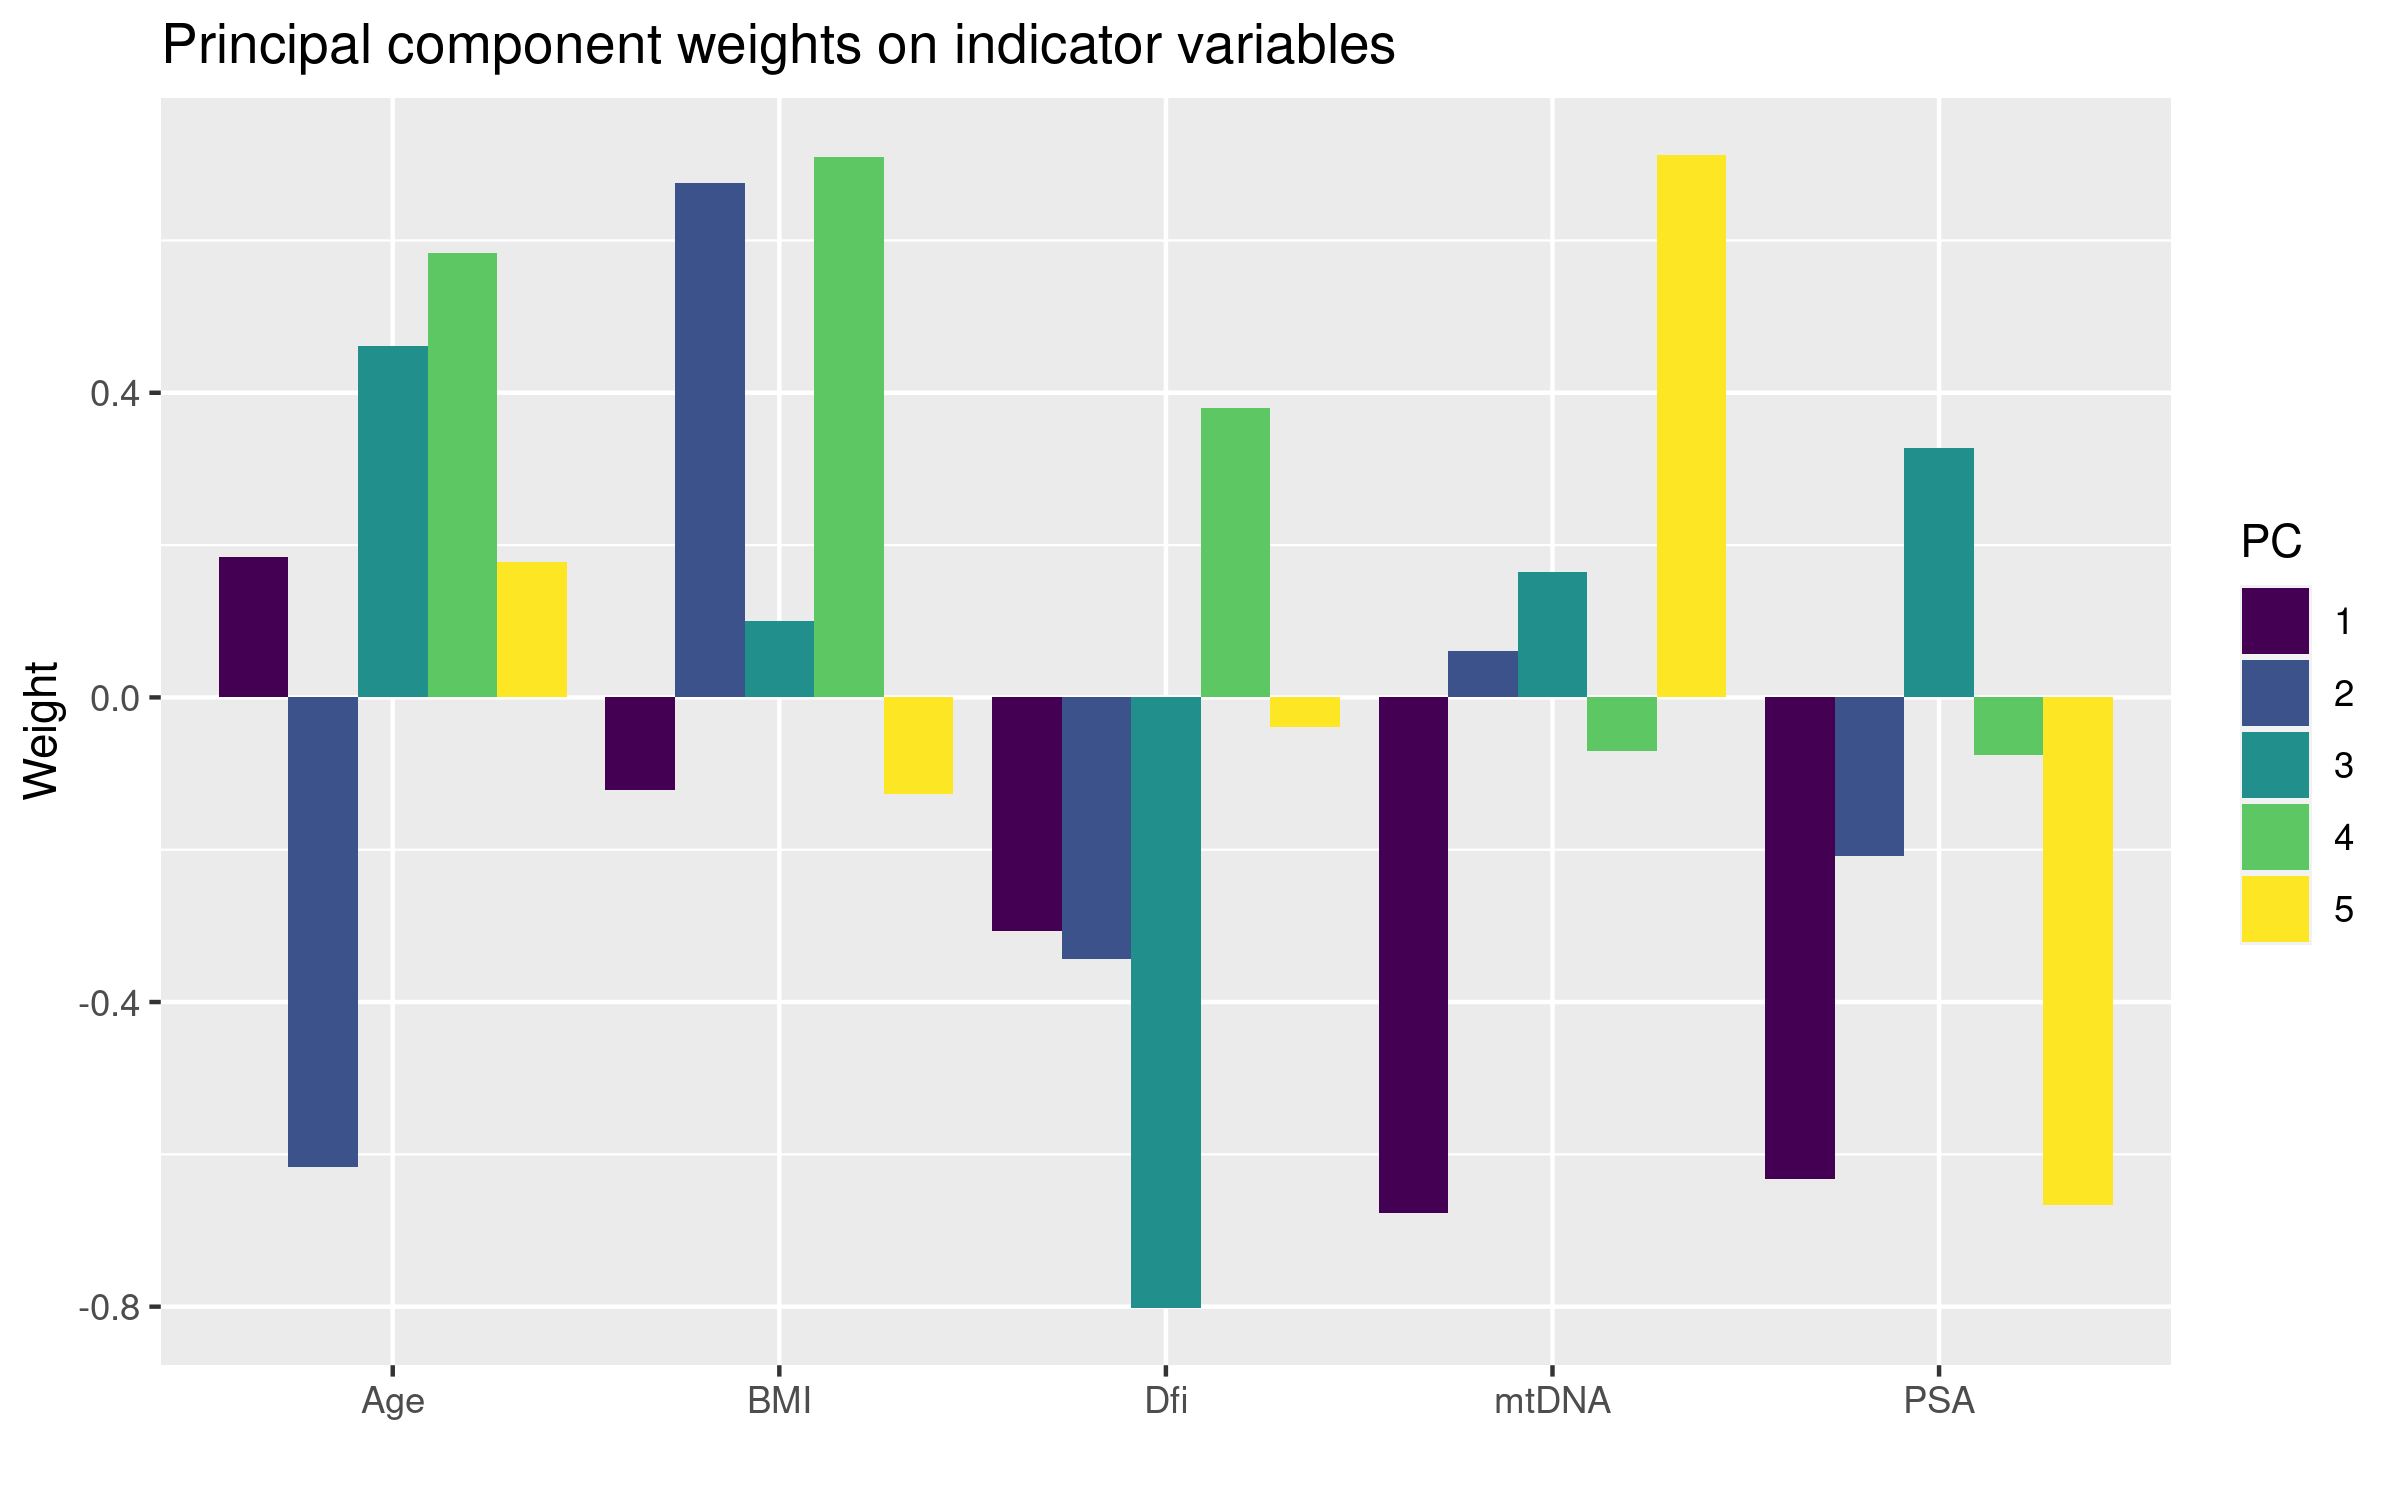 Principal component weights on indicator variables
Weight
0.4
0.0
-0.4
-0.8
Age
BMI
Dfi
mtDNA
PSA
PC
1
2
3
4
5